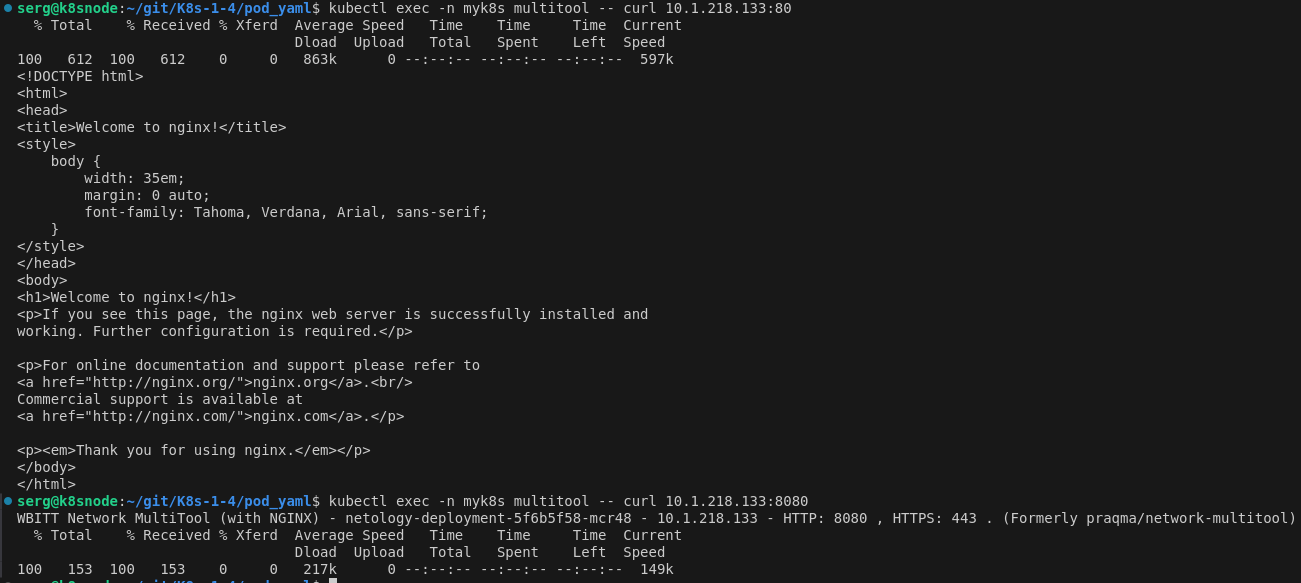 serg@k8snode:~/git/K8s-1-4/pod_yaml$ kubectl exec -n myk8s multitool -- curl 10.1.218.133:80
  % Total    % Received % Xferd  Average Speed   Time    Time     Time  Current
                                 Dload  Upload   Total   Spent    Left  Speed
100   612  100   612    0     0   863k      0 --:--:-- --:--:-- --:--:--  597k
<!DOCTYPE html>
<html>
<head>
<title>Welcome to nginx!</title>
<style>
    body {
        width: 35em;
        margin: 0 auto;
        font-family: Tahoma, Verdana, Arial, sans-serif;
    }
</style>
</head>
<body>
<h1>Welcome to nginx!</h1>
<p>If you see this page, the nginx web server is successfully installed and
working. Further configuration is required.</p>

<p>For online documentation and support please refer to
<a href="http://nginx.org/">nginx.org</a>.<br/>
Commercial support is available at
<a href="http://nginx.com/">nginx.com</a>.</p>

<p><em>Thank you for using nginx.</em></p>
</body>
</html>
serg@k8snode:~/git/K8s-1-4/pod_yaml$ kubectl exec -n myk8s multitool -- curl 10.1.218.133:8080
WBITT Network MultiTool (with NGINX) - netology-deployment-5f6b5f58-mcr48 - 10.1.218.133 - HTTP: 8080 , HTTPS: 443 . (Formerly praqma/network-multitool)
  % Total    % Received % Xferd  Average Speed   Time    Time     Time  Current
                                 Dload  Upload   Total   Spent    Left  Speed
100   153  100   153    0     0   217k      0 --:--:-- --:--:-- --:--:--  149k
serg@k8snode:~/git/K8s-1-4/pod_yaml$